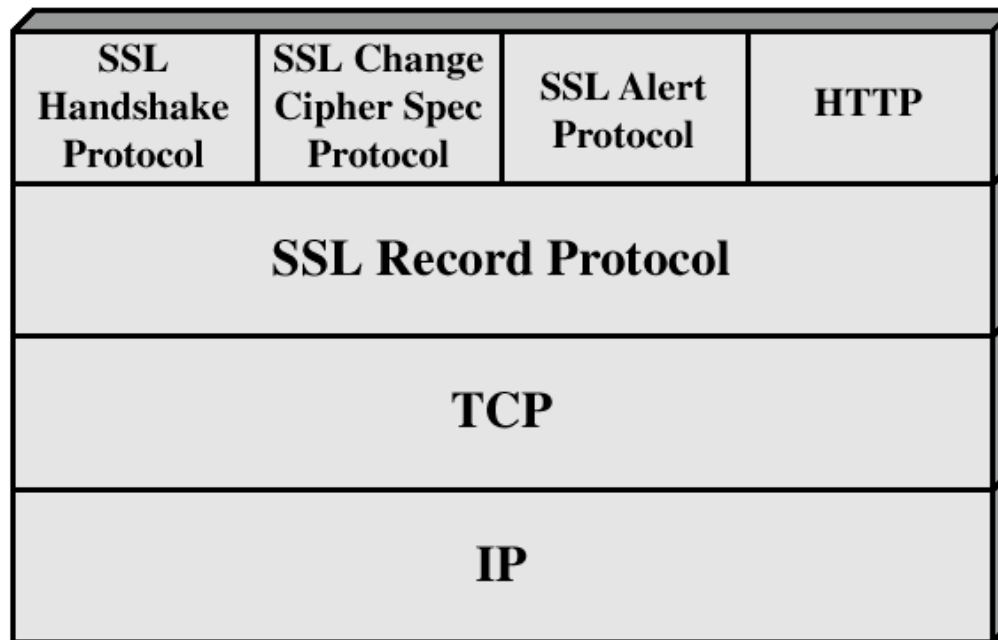 SSL
Handshake
Protocol
SSL Change
Cipher Spec
Protocol
SSL Alert
Protocol
HTTP
SSL Record Protocol
TCP
IP